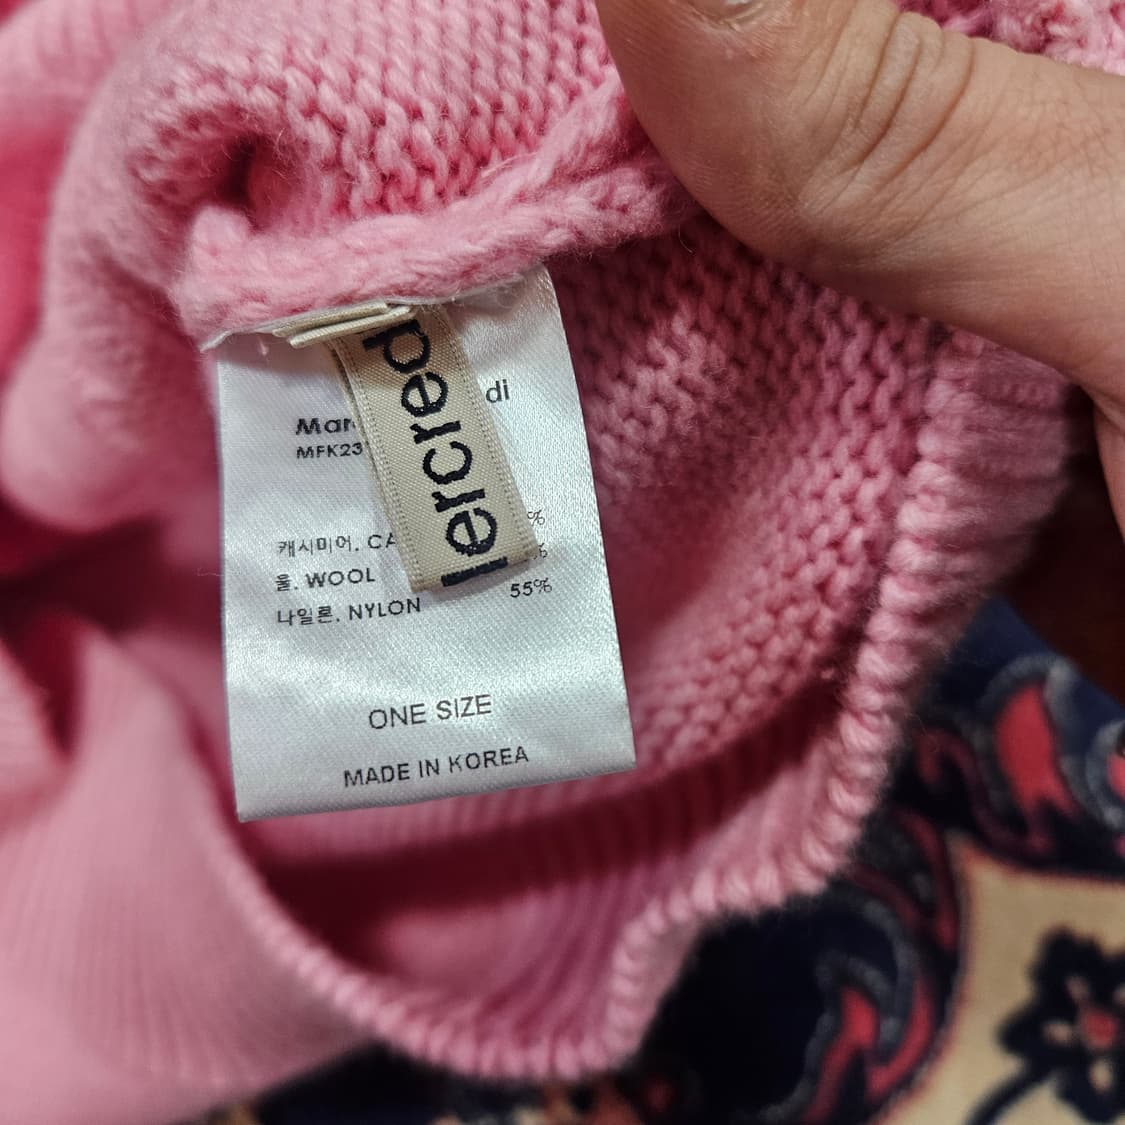 di
MFK23
캐시미어. CA %
울. WOOL %
나일론. NYLON 55%
ONE SIZE
MADE IN KOREA
lercred